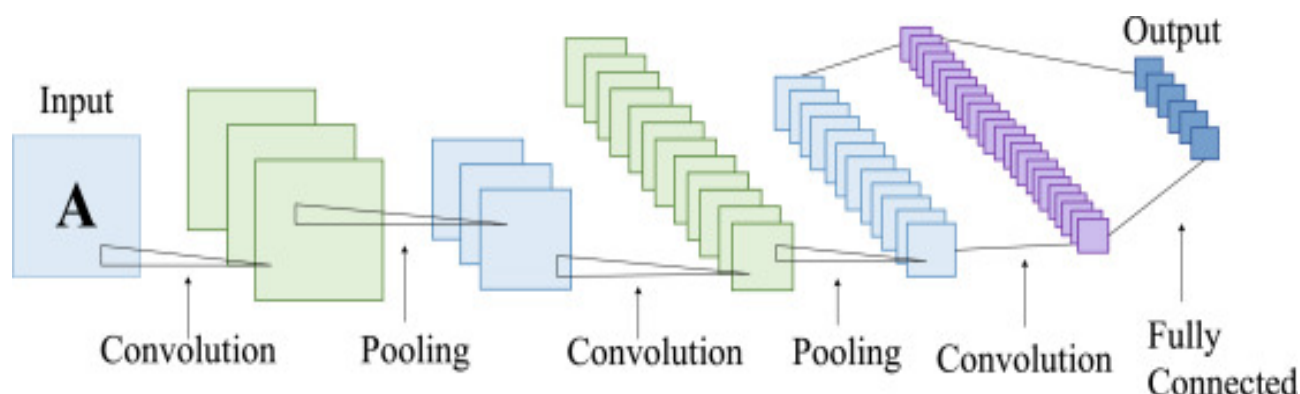 Input
A
Output
Convolution
Pooling
Convolution
Pooling
Convolution
Fully
Connected